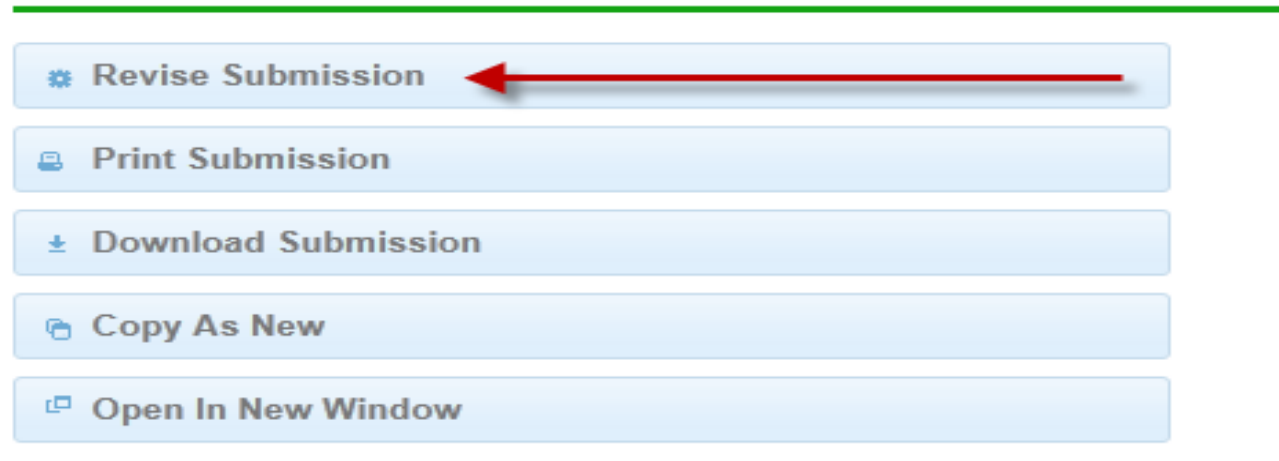 Revise Submission
Print Submission
Download Submission
Copy As New
Open In New Window